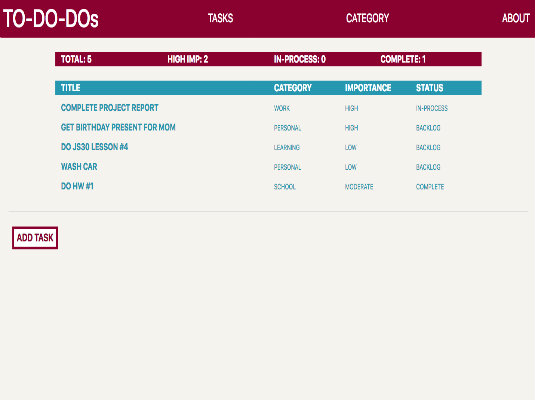 TO-DO-DOs TASKS CATEGORY ABOUT
TOTAL: 5 HIGH IMP: 2 IN-PROCESS: 0 COMPLETE: 1
TITLE CATEGORY IMPORTANCE STATUS
COMPLETE PROJECT REPORT WORK HIGH IN-PROCESS
GET BIRTHDAY PRESENT FOR MOM PERSONAL HIGH BACKLOG
DO JS30 LESSON #4 LEARNING LOW BACKLOG
WASH CAR PERSONAL LOW BACKLOG
DO HW #1 SCHOOL MODERATE COMPLETE
ADD TASK